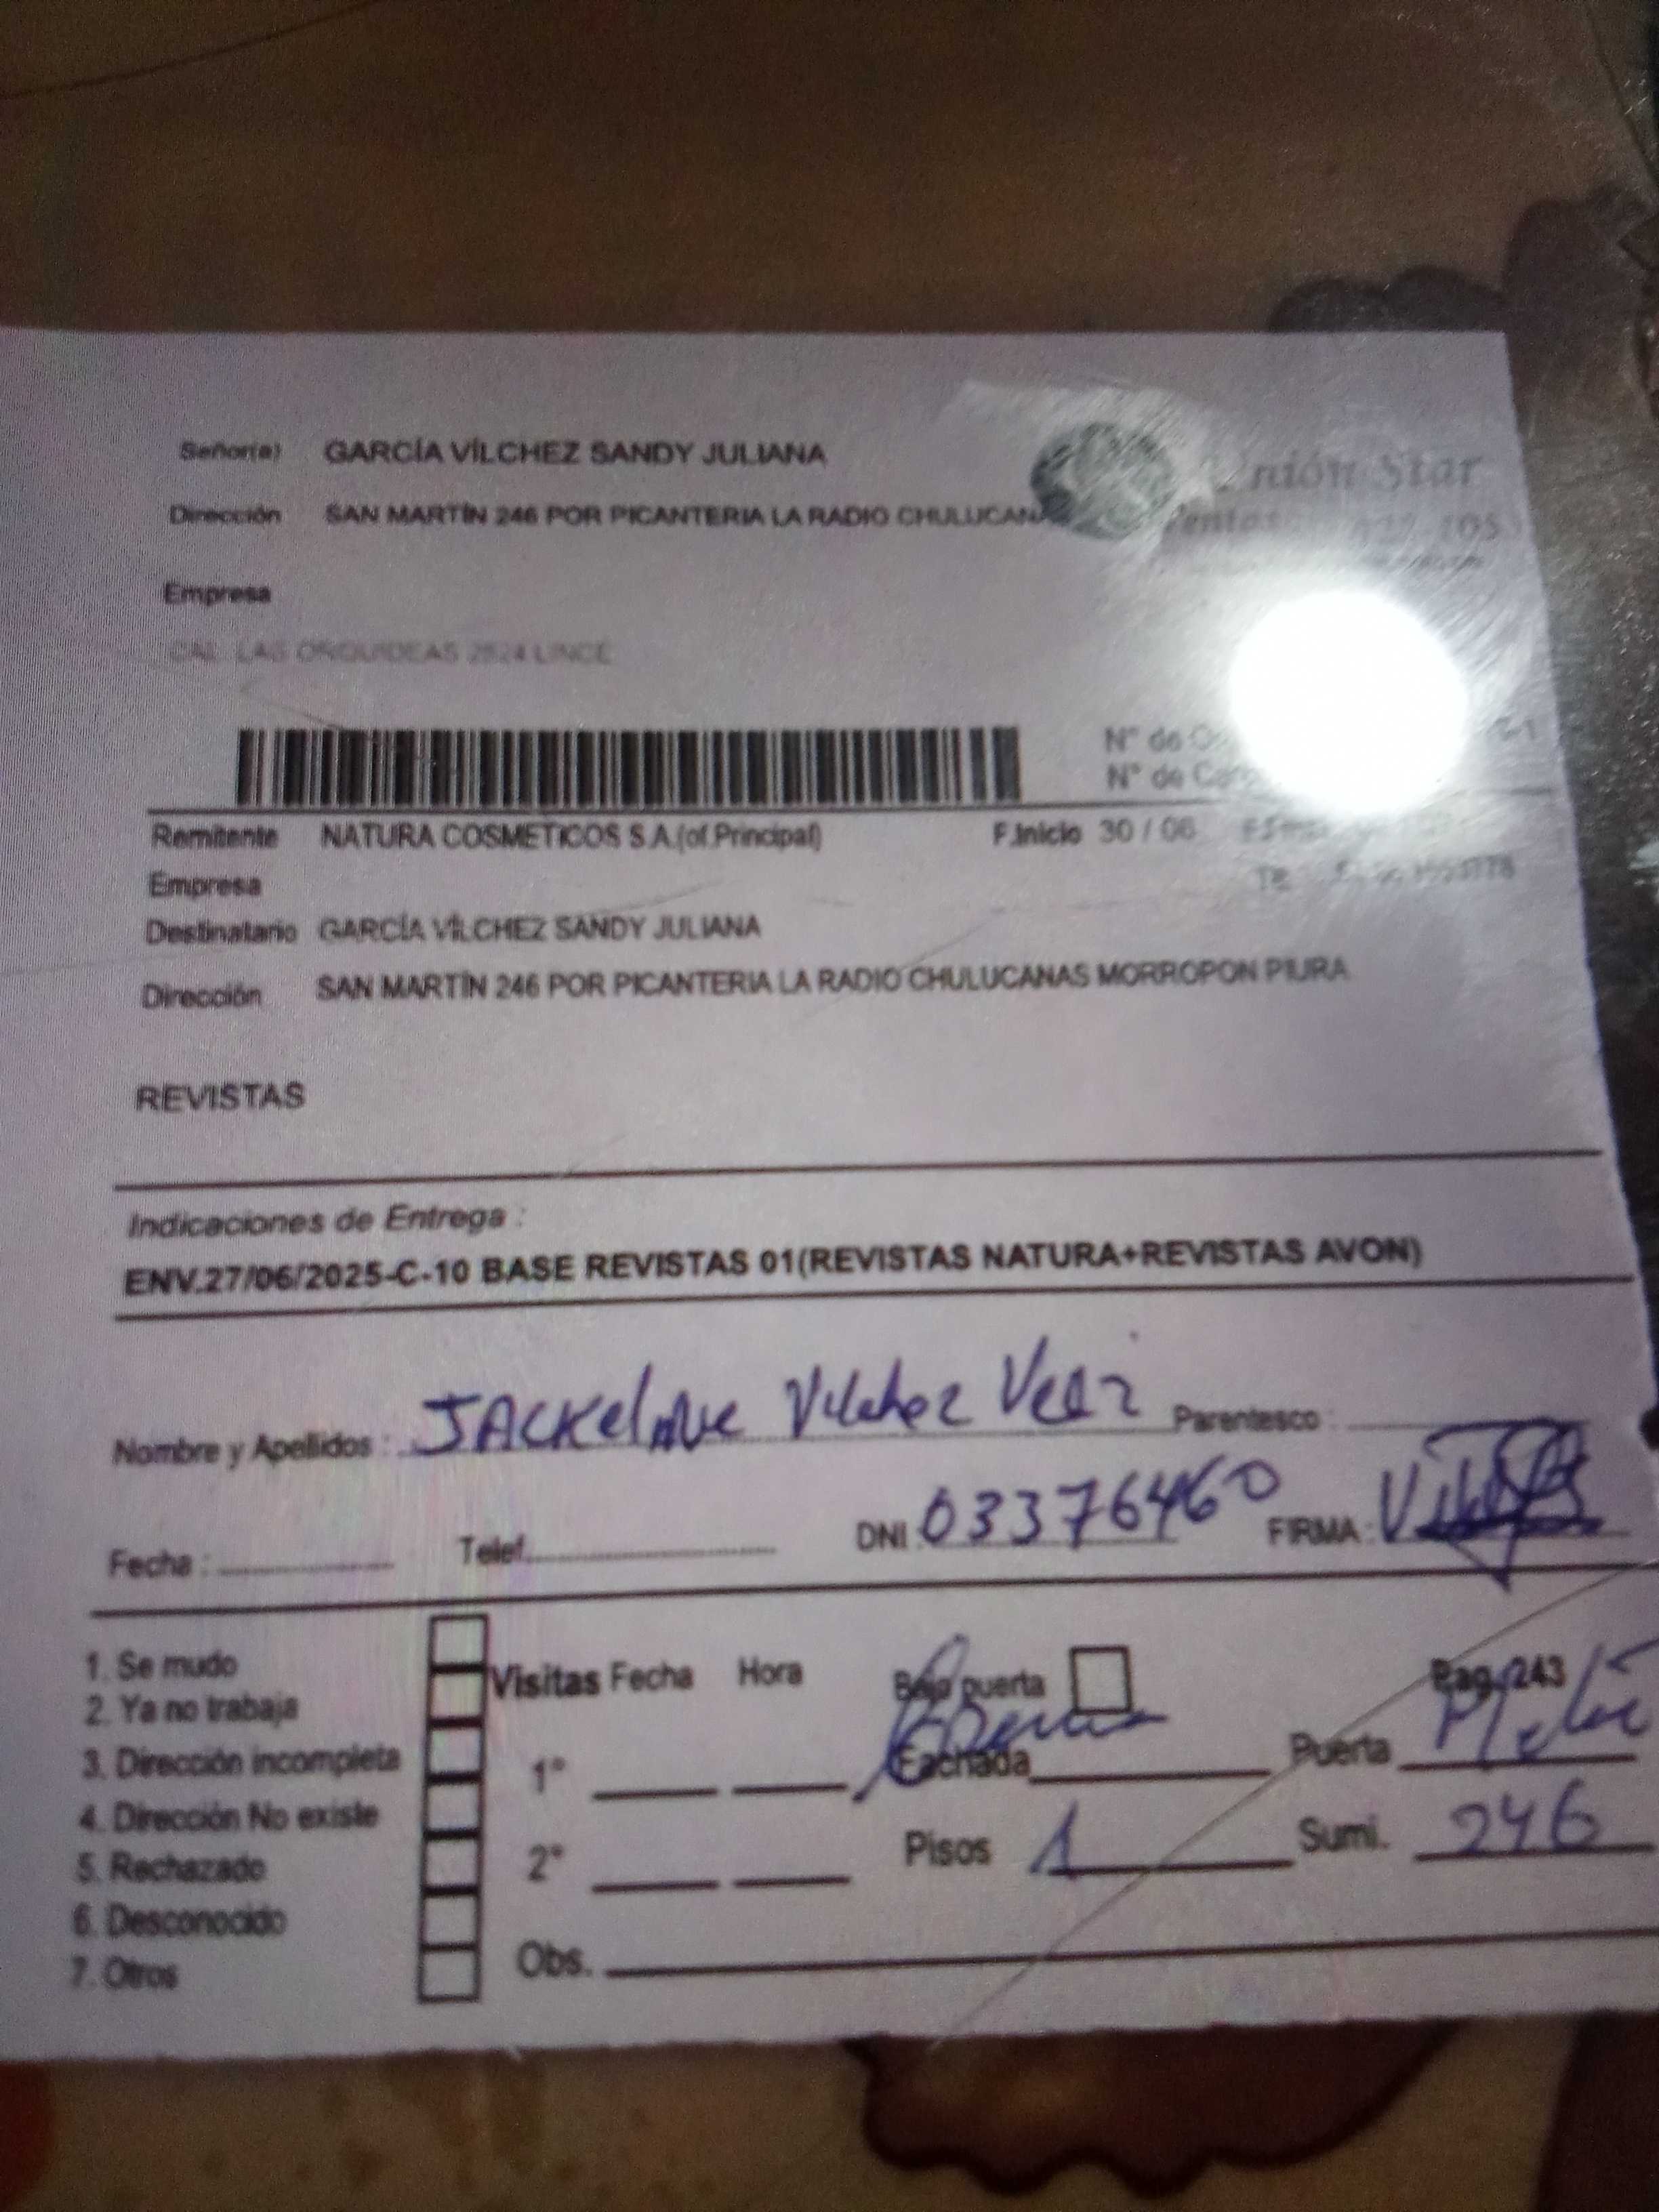 Señor(a) GARCÍA VÍLCHEZ SANDY JULIANA
Unión Star
Dirección SAN MARTÍN 246 POR PICANTERIA LA RADIO CHULUCANA
Empresa
CAL. LAS ORQUIDEAS 2824 LINCE
N° de
N° de
Remitente NATURA COSMETICOS S.A.(of.Principal) F.Inicio 30 / 06
Empresa
Destinatario GARCÍA VÍLCHEZ SANDY JULIANA
Dirección SAN MARTÍN 246 POR PICANTERIA LA RADIO CHULUCANAS MORROPON PIURA
REVISTAS
Indicaciones de Entrega :
ENV.27/06/2025-C-10 BASE REVISTAS 01(REVISTAS NATURA+REVISTAS AVON)
Nombre y Apellidos : JACKeliNe Vilchez Parentesco :
Fecha : Telef. DNI 03376460 FIRMA :
1. Se mudo
2. Ya no trabaja
3. Dirección incompleta
4. Dirección No existe
5. Rechazado
6. Desconocido
7. Otros
Visitas Fecha Hora
1°
2°
Obs.
Bajo puerta Pag. 243
Fachada Puerta
Pisos 1 Sumi. 246